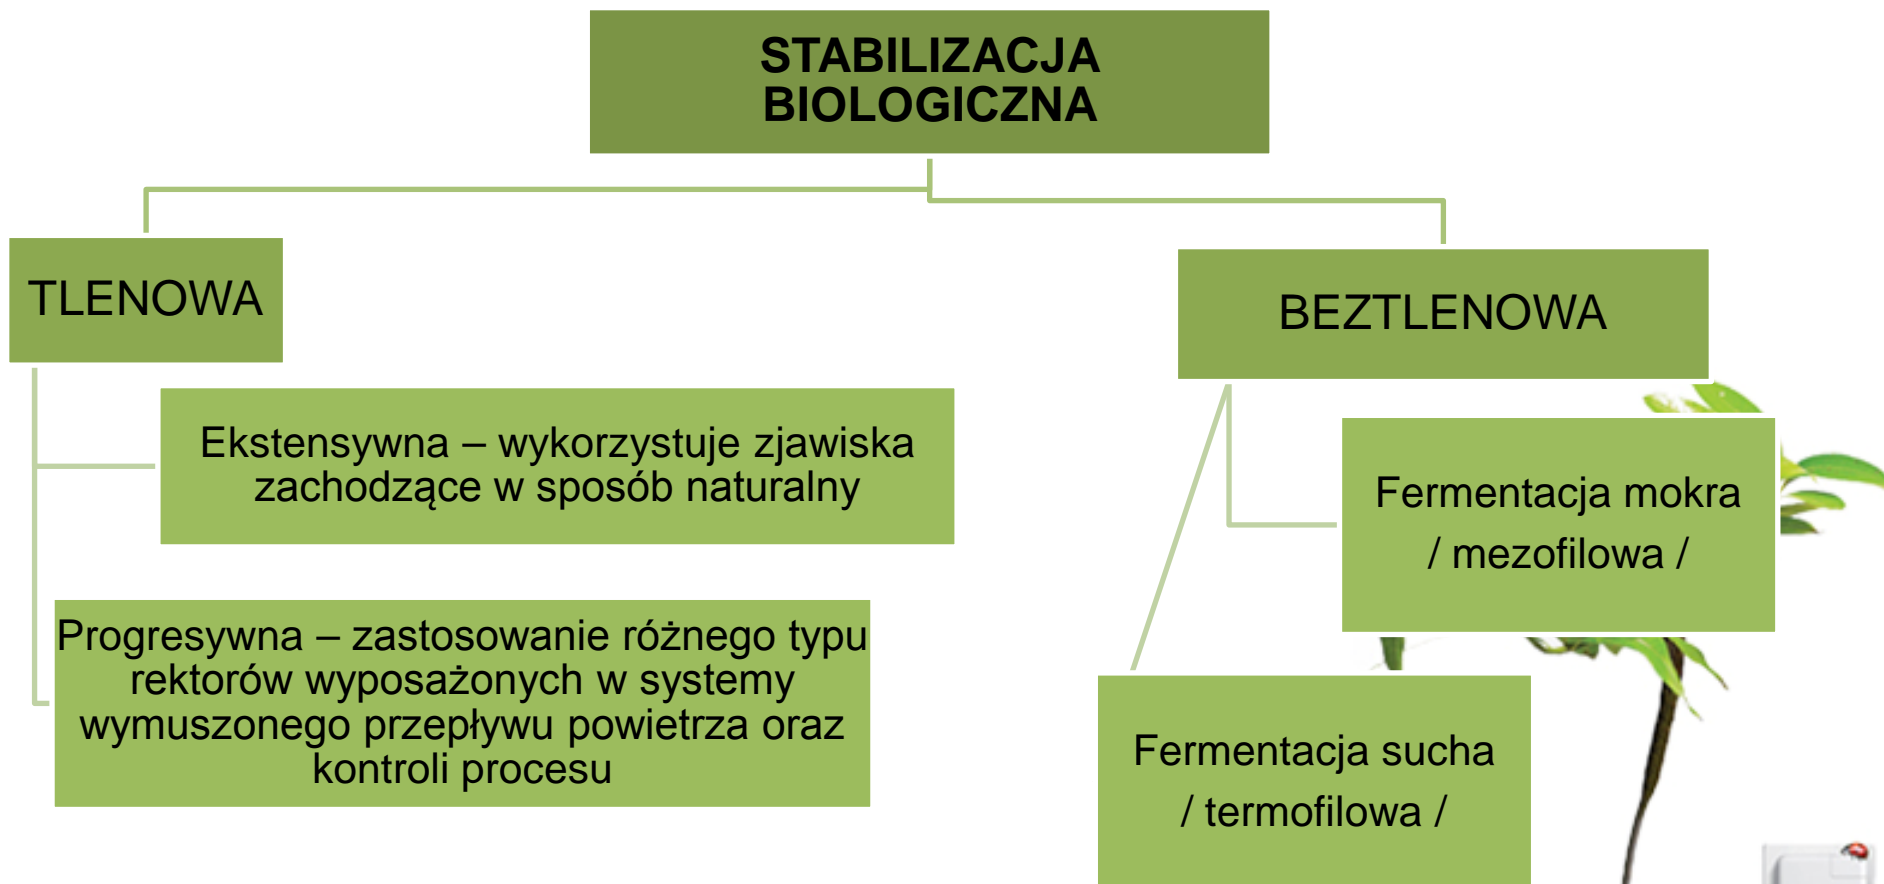 STABILIZACJA
BIOLOGICZNA
TLENOWA
Ekstensywna – wykorzystuje zjawiska
zachodzące w sposób naturalny
Progresywna – zastosowanie różnego typu
rektorów wyposażonych w systemy
wymuszonego przepływu powietrza oraz
kontroli procesu
BEZTLENOWA
Fermentacja mokra
/ mezofilowa /
Fermentacja sucha
/ termofilowa /